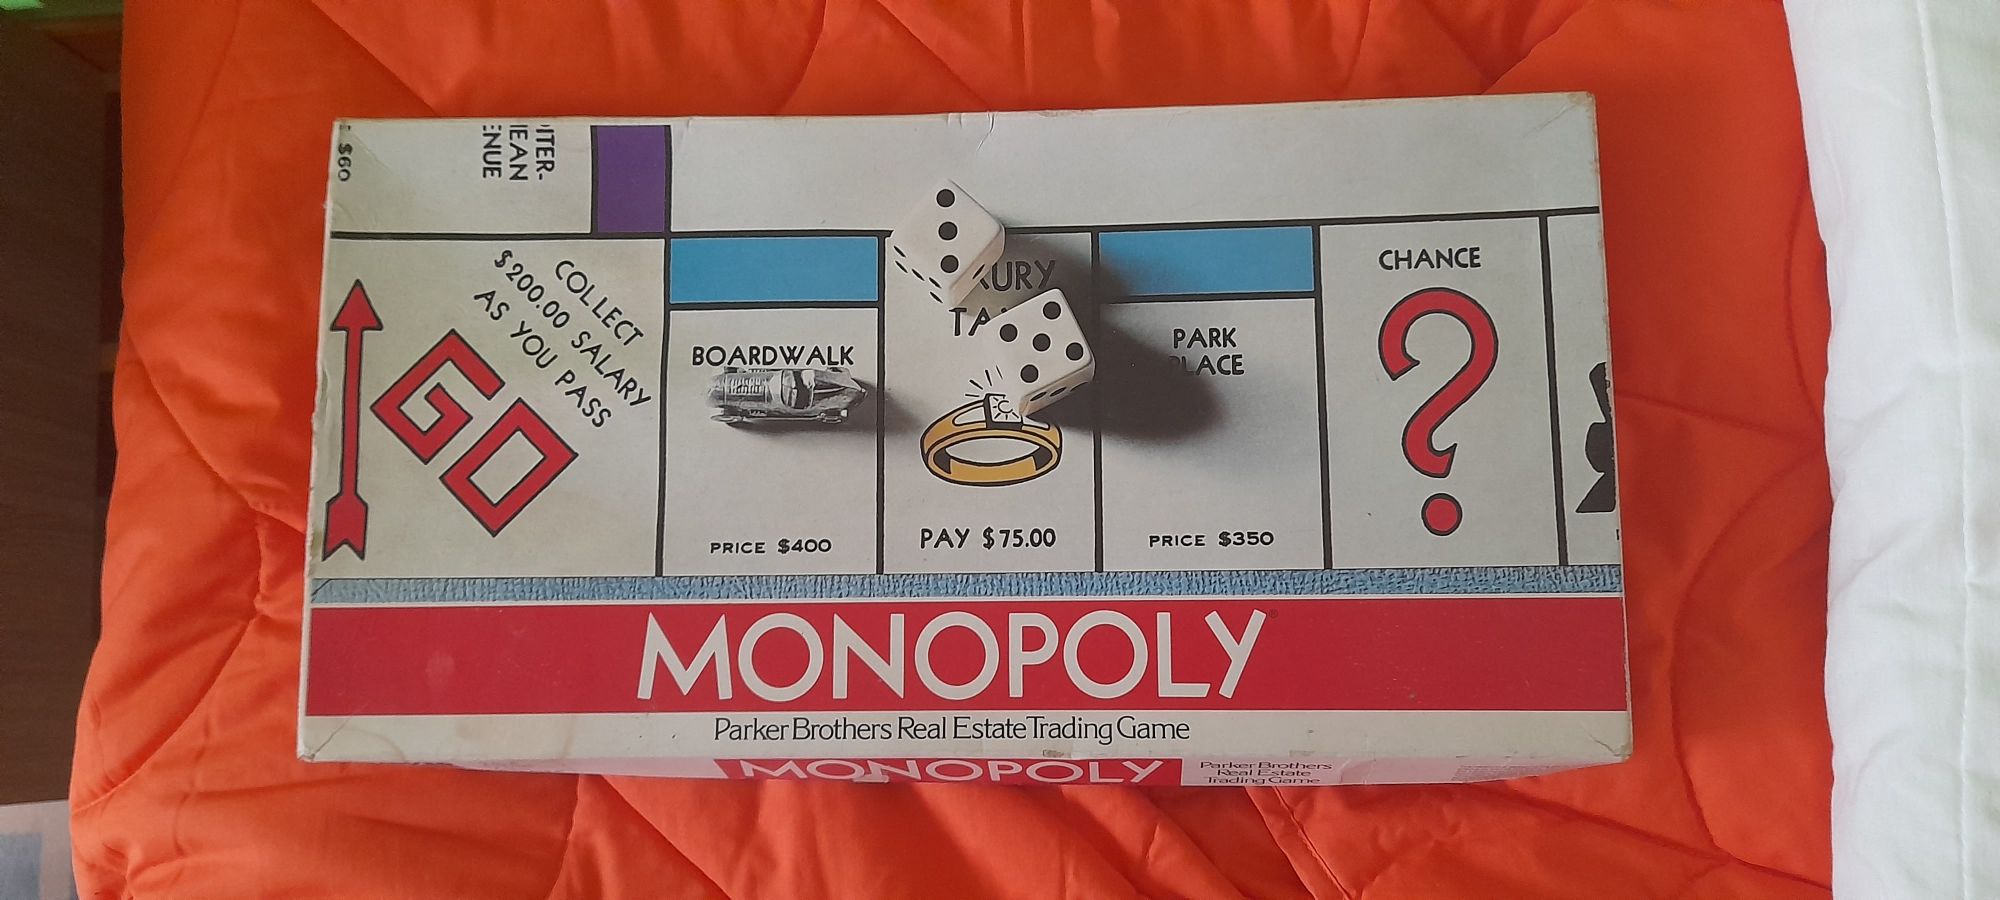 $60
COLLECT
$200.00 SALARY
AS YOU PASS
GO
BOARDWALK
PRICE $400
PAY $75.00
PARK
PRICE $350
CHANCE
?
MONOPOLY®
Parker Brothers Real Estate Trading Game
MONOPOLY
Parker Brothers
Real Estate
Trading Game